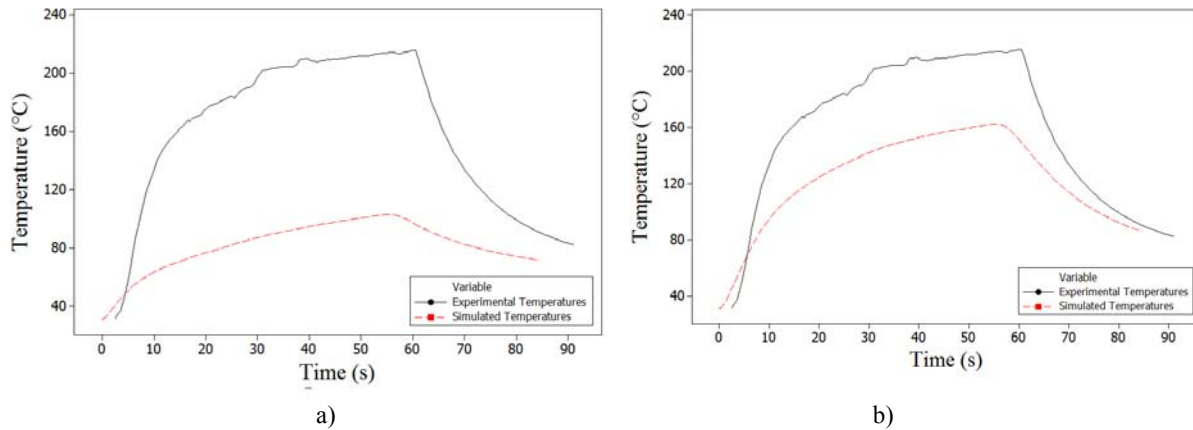 240
200
160
120
80
40
Temperature (°C)
Variable
Experimental Temperatures
Simulated Temperatures
0 10 20 30 40 50 60 70 80 90
Time (s)
a)
240
200
160
120
80
40
Temperature (°C)
Variable
Experimental Temperatures
Simulated Temperatures
0 10 20 30 40 50 60 70 80 90
Time (s)
b)